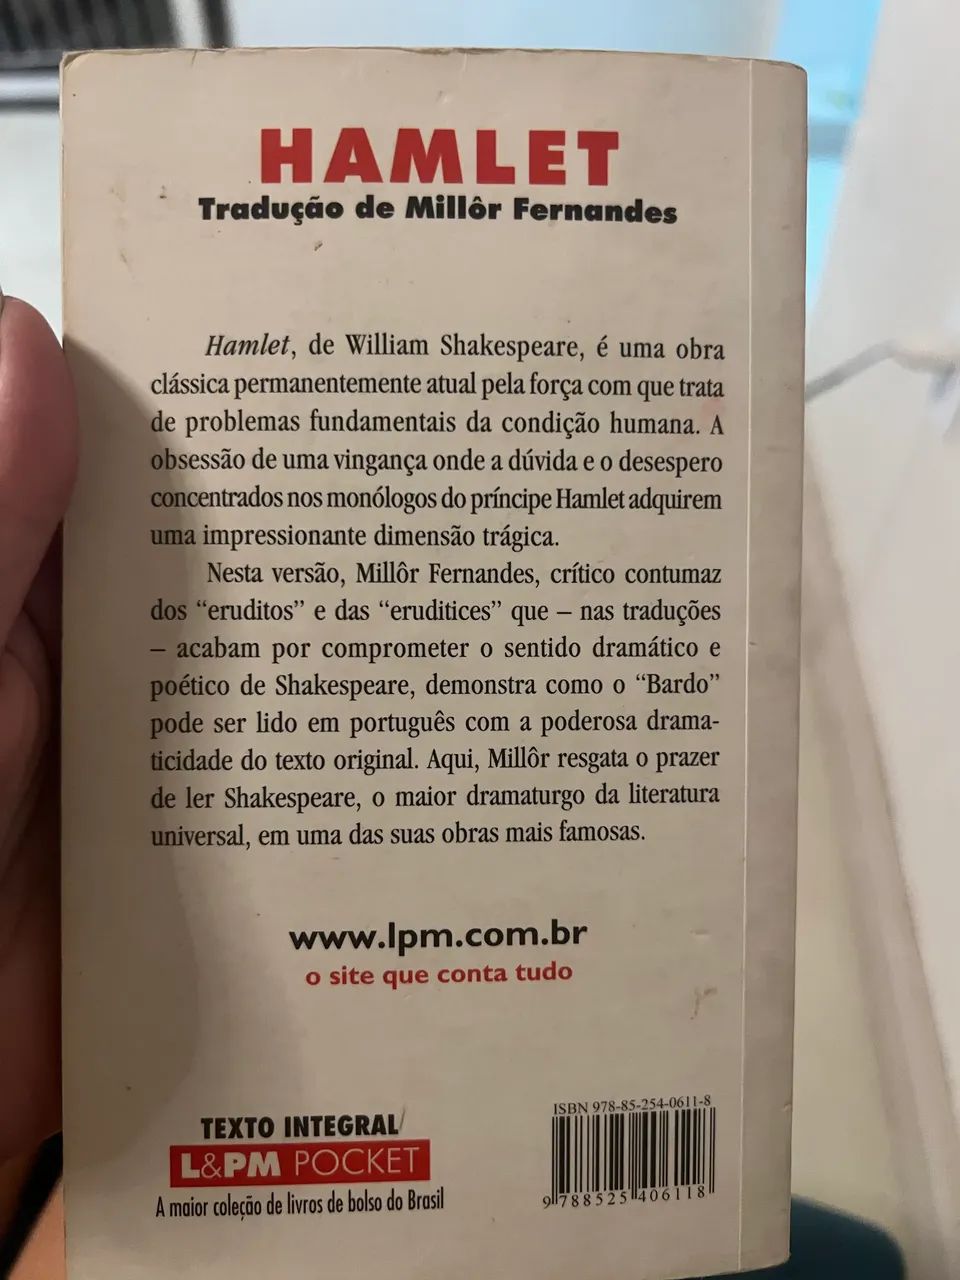 HAMLET
Tradução de Millôr Fernandes
Hamlet, de William Shakespeare, é uma obra
clássica permanentemente atual pela força com que trata
de problemas fundamentais da condição humana. A
obsessão de uma vingança onde a dúvida e o desespero
concentrados nos monólogos do príncipe Hamlet adquirem
uma impressionante dimensão trágica.
Nesta versão, Millôr Fernandes, crítico contumaz
dos “eruditos” e das “eruditices” que – nas traduções
– acabam por comprometer o sentido dramático e
poético de Shakespeare, demonstra como o “Bardo”
pode ser lido em português com a poderosa drama-
ticidade do texto original. Aqui, Millôr resgata o prazer
de ler Shakespeare, o maior dramaturgo da literatura
universal, em uma das suas obras mais famosas.
www.lpm.com.br
o site que conta tudo
TEXTO INTEGRAL
L&PM POCKET
A maior coleção de livros de bolso do Brasil
ISBN 978-85-254-0611-8
9 788525 406118